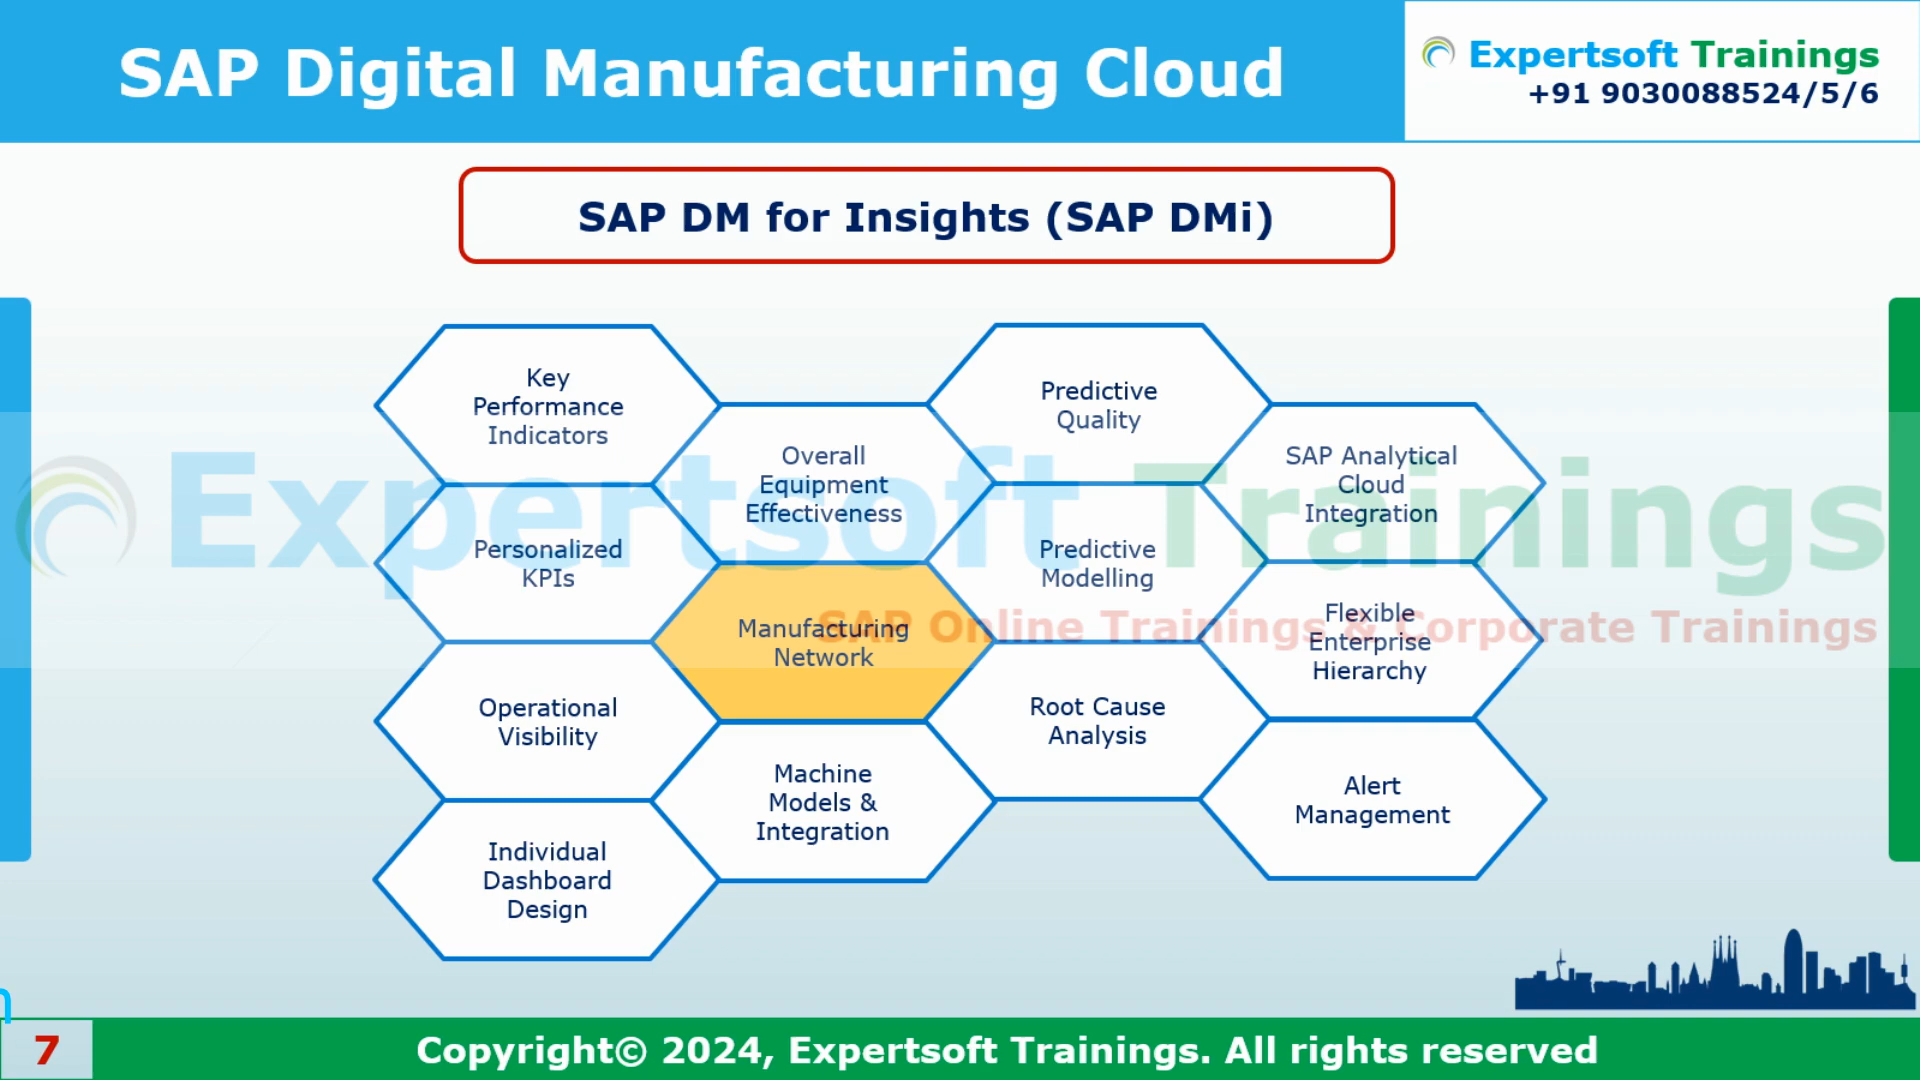 SAP Digital Manufacturing Cloud
Expertsoft Trainings
+91 9030088524/5/6
SAP DM for Insights (SAP DMi)
Key
Performance
Indicators
Personalized
KPIs
Operational
Visibility
Individual
Dashboard
Design
Overall
Equipment
Effectiveness
Manufacturing
Network
Machine
Models &
Integration
Predictive
Quality
Predictive
Modelling
Root Cause
Analysis
SAP Analytical
Cloud
Integration
Flexible
Enterprise
Hierarchy
Alert
Management
Expertsoft Trainings
SAP Online Trainings & Corporate Trainings
7
Copyright© 2024, Expertsoft Trainings. All rights reserved